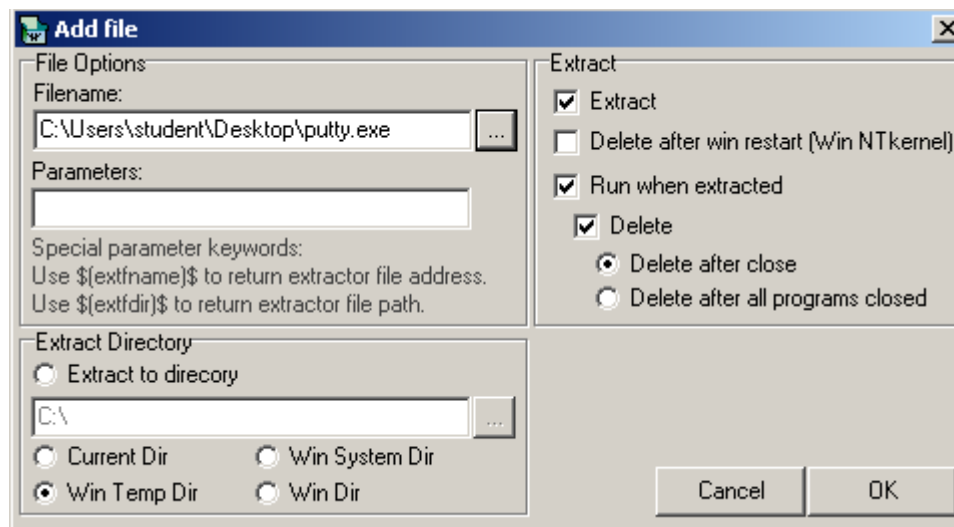 Add file
File Options
Filename:
C:\Users\student\Desktop\putty.exe
...
Parameters:
Special parameter keywords:
Use $(extfname)$ to return extractor file address.
Use $(extfdir)$ to return extractor file path.
Extract
Extract
Delete after win restart (Win NTkernel)
Run when extracted
Delete
Delete after close
Delete after all programs closed
Extract Directory
Extract to direcory
C:\
...
Current Dir
Win System Dir
Win Temp Dir
Win Dir
Cancel
OK